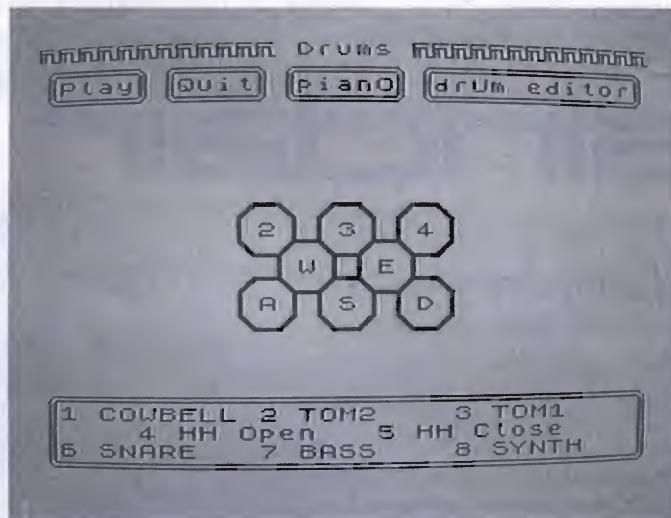 Drums
Play Quit pianO drUm editor
2 3 4
W E
A S D
1 COWBELL 2 TOM2 3 TOM1
4 HH Open 5 HH Close
6 SNARE 7 BASS 8 SYNTH